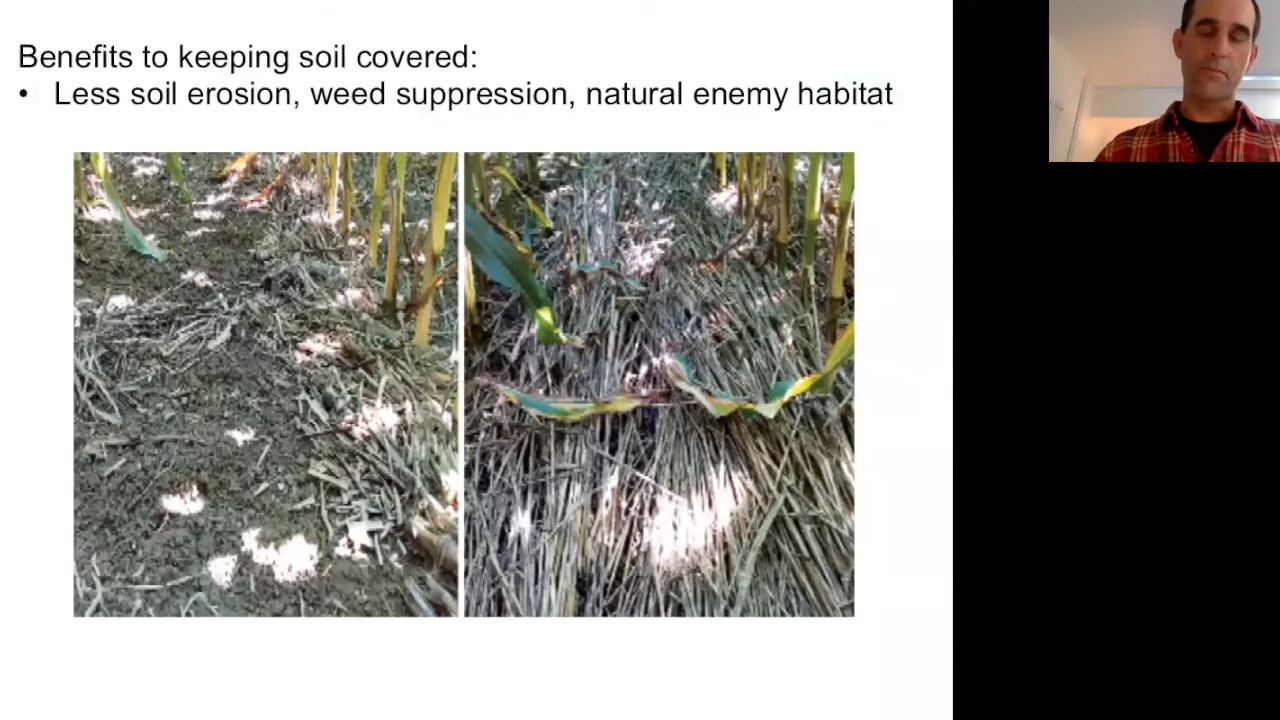 Benefits to keeping soil covered:
• Less soil erosion, weed suppression, natural enemy habitat